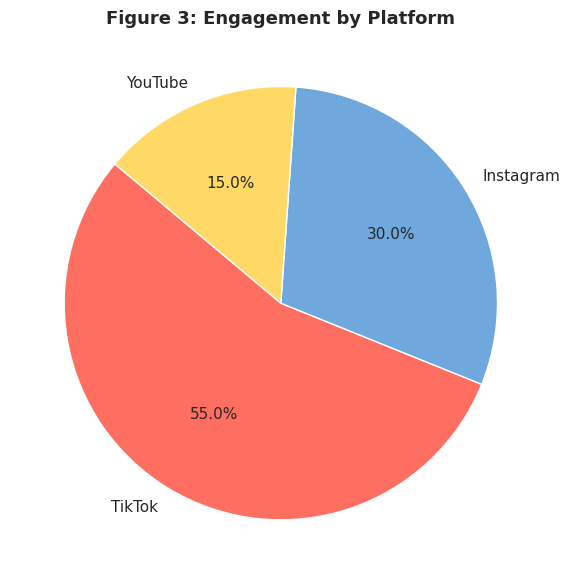 Figure 3: Engagement by Platform
YouTube
Instagram
15.0%
30.0%
55.0%
TikTok